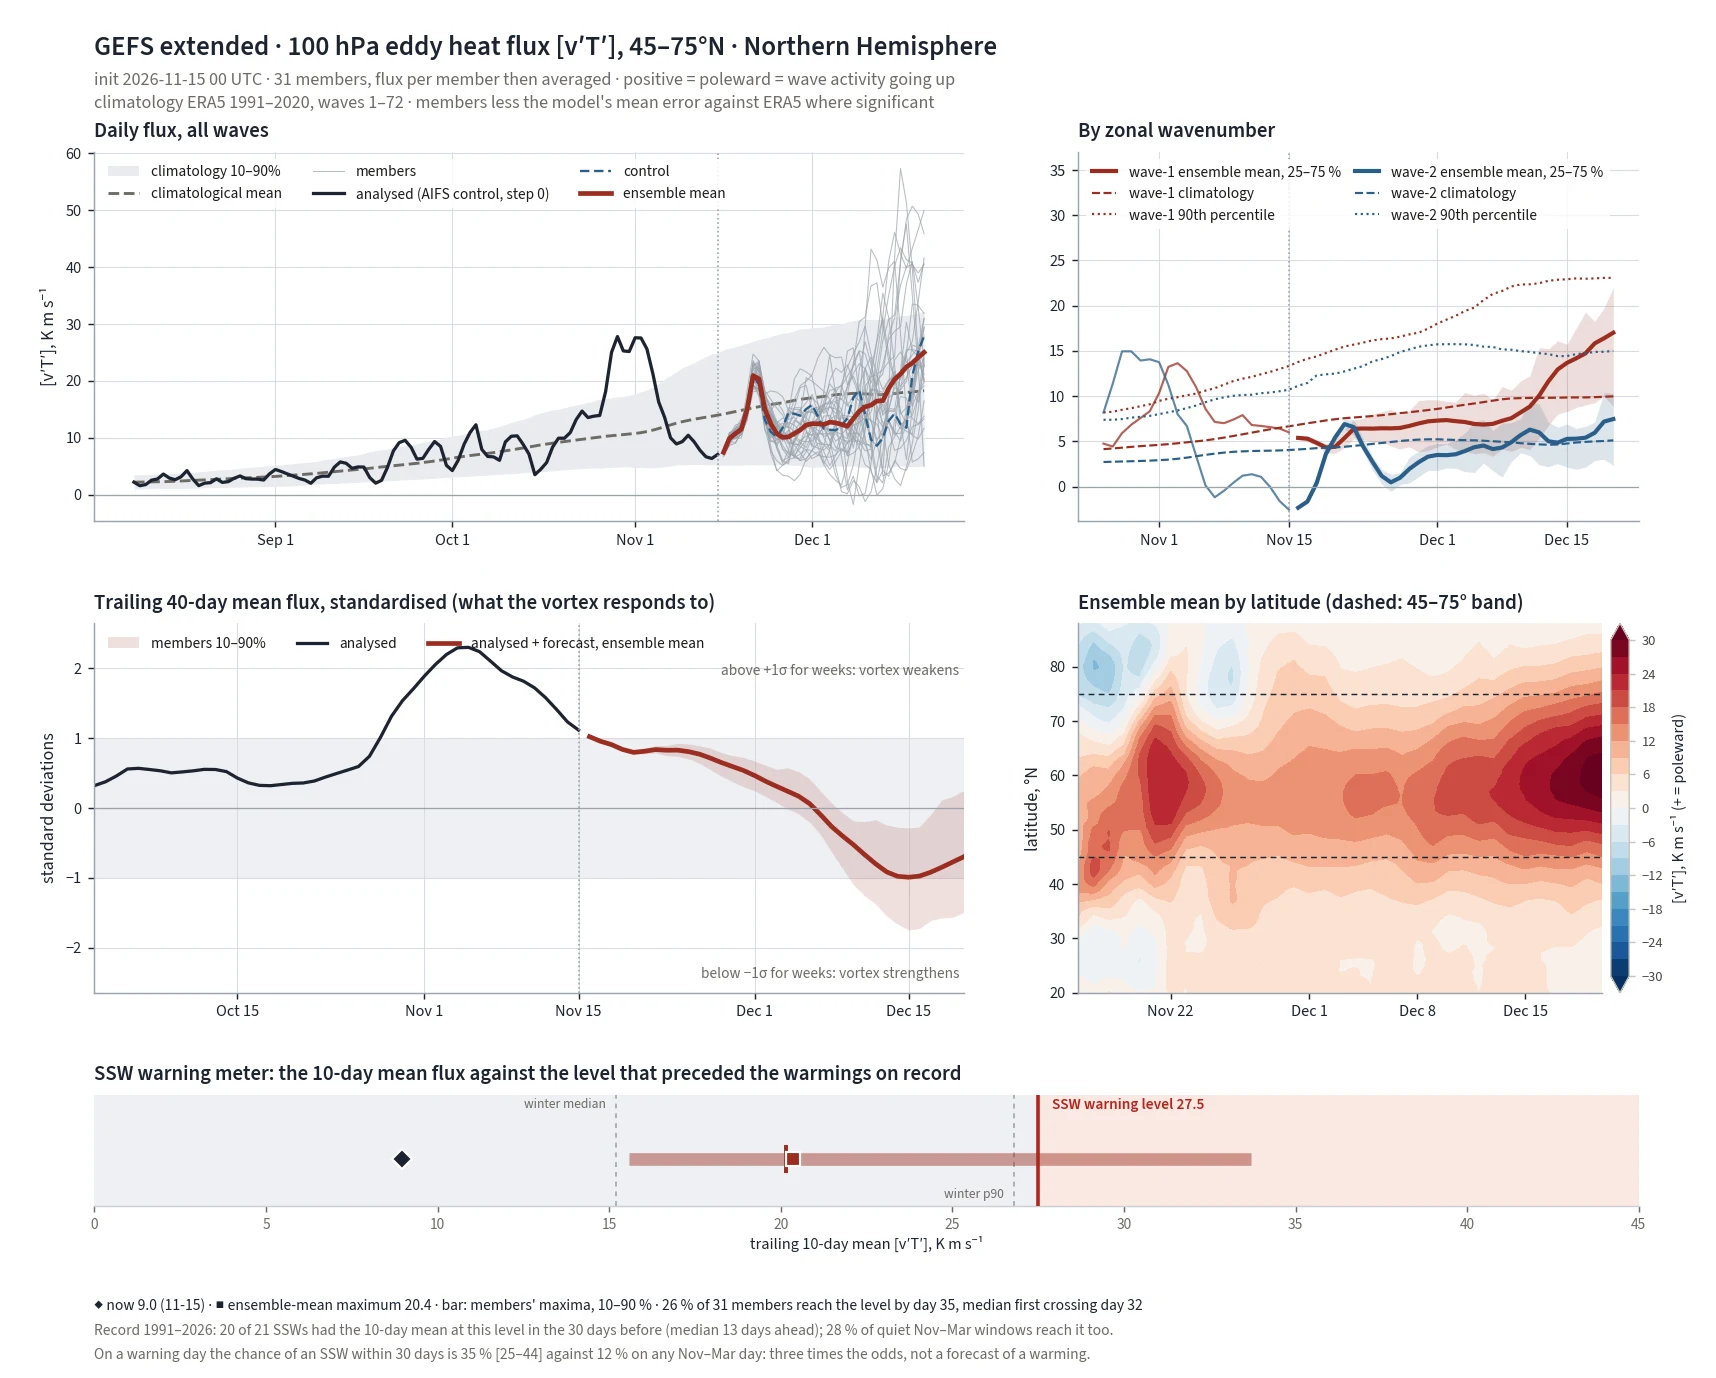 GEFS extended · 100 hPa eddy heat flux [v′T′], 45–75°N · Northern Hemisphere
init 2026-11-15 00 UTC · 31 members, flux per member then averaged · positive = poleward = wave activity going up
climatology ERA5 1991–2020, waves 1–72 · members less the model's mean error against ERA5 where significant
Daily flux, all waves
climatology 10–90%
members
control
climatological mean
analysed (AIFS control, step 0)
ensemble mean
[v′T′], K m s⁻¹
60
50
40
30
20
10
0
Sep 1
Oct 1
Nov 1
Dec 1
By zonal wavenumber
wave-1 ensemble mean, 25–75 %
wave-2 ensemble mean, 25–75 %
wave-1 climatology
wave-2 climatology
wave-1 90th percentile
wave-2 90th percentile
35
30
25
20
15
10
5
0
Nov 1
Nov 15
Dec 1
Dec 15
Trailing 40-day mean flux, standardised (what the vortex responds to)
members 10–90%
analysed
analysed + forecast, ensemble mean
above +1σ for weeks: vortex weakens
below −1σ for weeks: vortex strengthens
standard deviations
2
1
0
−1
−2
Oct 15
Nov 1
Nov 15
Dec 1
Dec 15
Ensemble mean by latitude (dashed: 45–75° band)
latitude, °N
80
70
60
50
40
30
20
Nov 22
Dec 1
Dec 8
Dec 15
30
24
18
12
6
0
−6
−12
−18
−24
−30
[v′T′], K m s⁻¹ (+ = poleward)
SSW warning meter: the 10-day mean flux against the level that preceded the warmings on record
winter median
SSW warning level 27.5
winter p90
0
5
10
15
20
25
30
35
40
45
trailing 10-day mean [v′T′], K m s⁻¹
◆ now 9.0 (11-15) · ■ ensemble-mean maximum 20.4 · bar: members' maxima, 10–90 % · 26 % of 31 members reach the level by day 35, median first crossing day 32
Record 1991–2026: 20 of 21 SSWs had the 10-day mean at this level in the 30 days before (median 13 days ahead); 28 % of quiet Nov–Mar windows reach it too.
On a warning day the chance of an SSW within 30 days is 35 % [25–44] against 12 % on any Nov–Mar day: three times the odds, not a forecast of a warming.